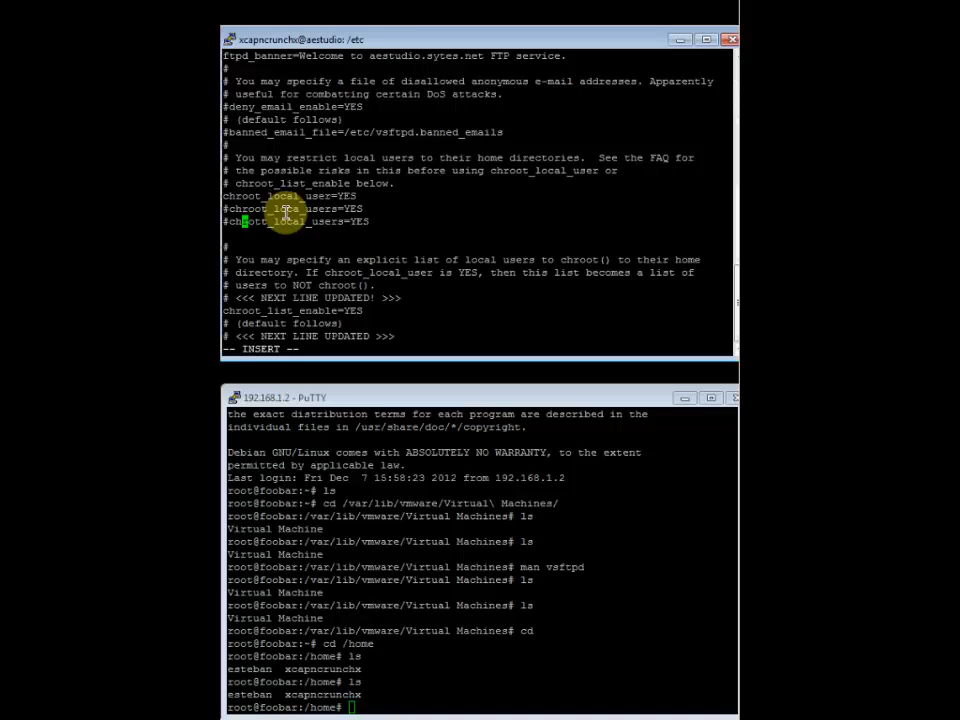 xcapncrunchx@aestudio: /etc
ftpd_banner=Welcome to aestudio.sytes.net FTP service.
#
# You may specify a file of disallowed anonymous e-mail addresses. Apparently
# useful for combatting certain DoS attacks.
#deny_email_enable=YES
# (default follows)
#banned_email_file=/etc/vsftpd.banned_emails
#
# You may restrict local users to their home directories.  See the FAQ for
# the possible risks in this before using chroot_local_user or
# chroot_list_enable below.
chroot_local_user=YES
#chroot_loca_users=YES
#chrott_local_users=YES
#
# You may specify an explicit list of local users to chroot() to their home
# directory. If chroot_local_user is YES, then this list becomes a list of
# users to NOT chroot().
# <<< NEXT LINE UPDATED! >>>
chroot_list_enable=YES
# (default follows)
# <<< NEXT LINE UPDATED >>>
-- INSERT --
192.168.1.2 - PuTTY
the exact distribution terms for each program are described in the
individual files in /usr/share/doc/*/copyright.
Debian GNU/Linux comes with ABSOLUTELY NO WARRANTY, to the extent
permitted by applicable law.
Last login: Fri Dec  7 15:58:23 2012 from 192.168.1.2
root@foobar:~# ls
root@foobar:~# cd /var/lib/vmware/Virtual\ Machines/
root@foobar:/var/lib/vmware/Virtual Machines# ls
Virtual Machine
root@foobar:/var/lib/vmware/Virtual Machines# ls
Virtual Machine
root@foobar:/var/lib/vmware/Virtual Machines# man vsftpd
root@foobar:/var/lib/vmware/Virtual Machines# ls
Virtual Machine
root@foobar:/var/lib/vmware/Virtual Machines# ls
Virtual Machine
root@foobar:/var/lib/vmware/Virtual Machines# cd
root@foobar:~# cd /home
root@foobar:/home# ls
esteban  xcapncrunchx
root@foobar:/home# ls
esteban  xcapncrunchx
root@foobar:/home#